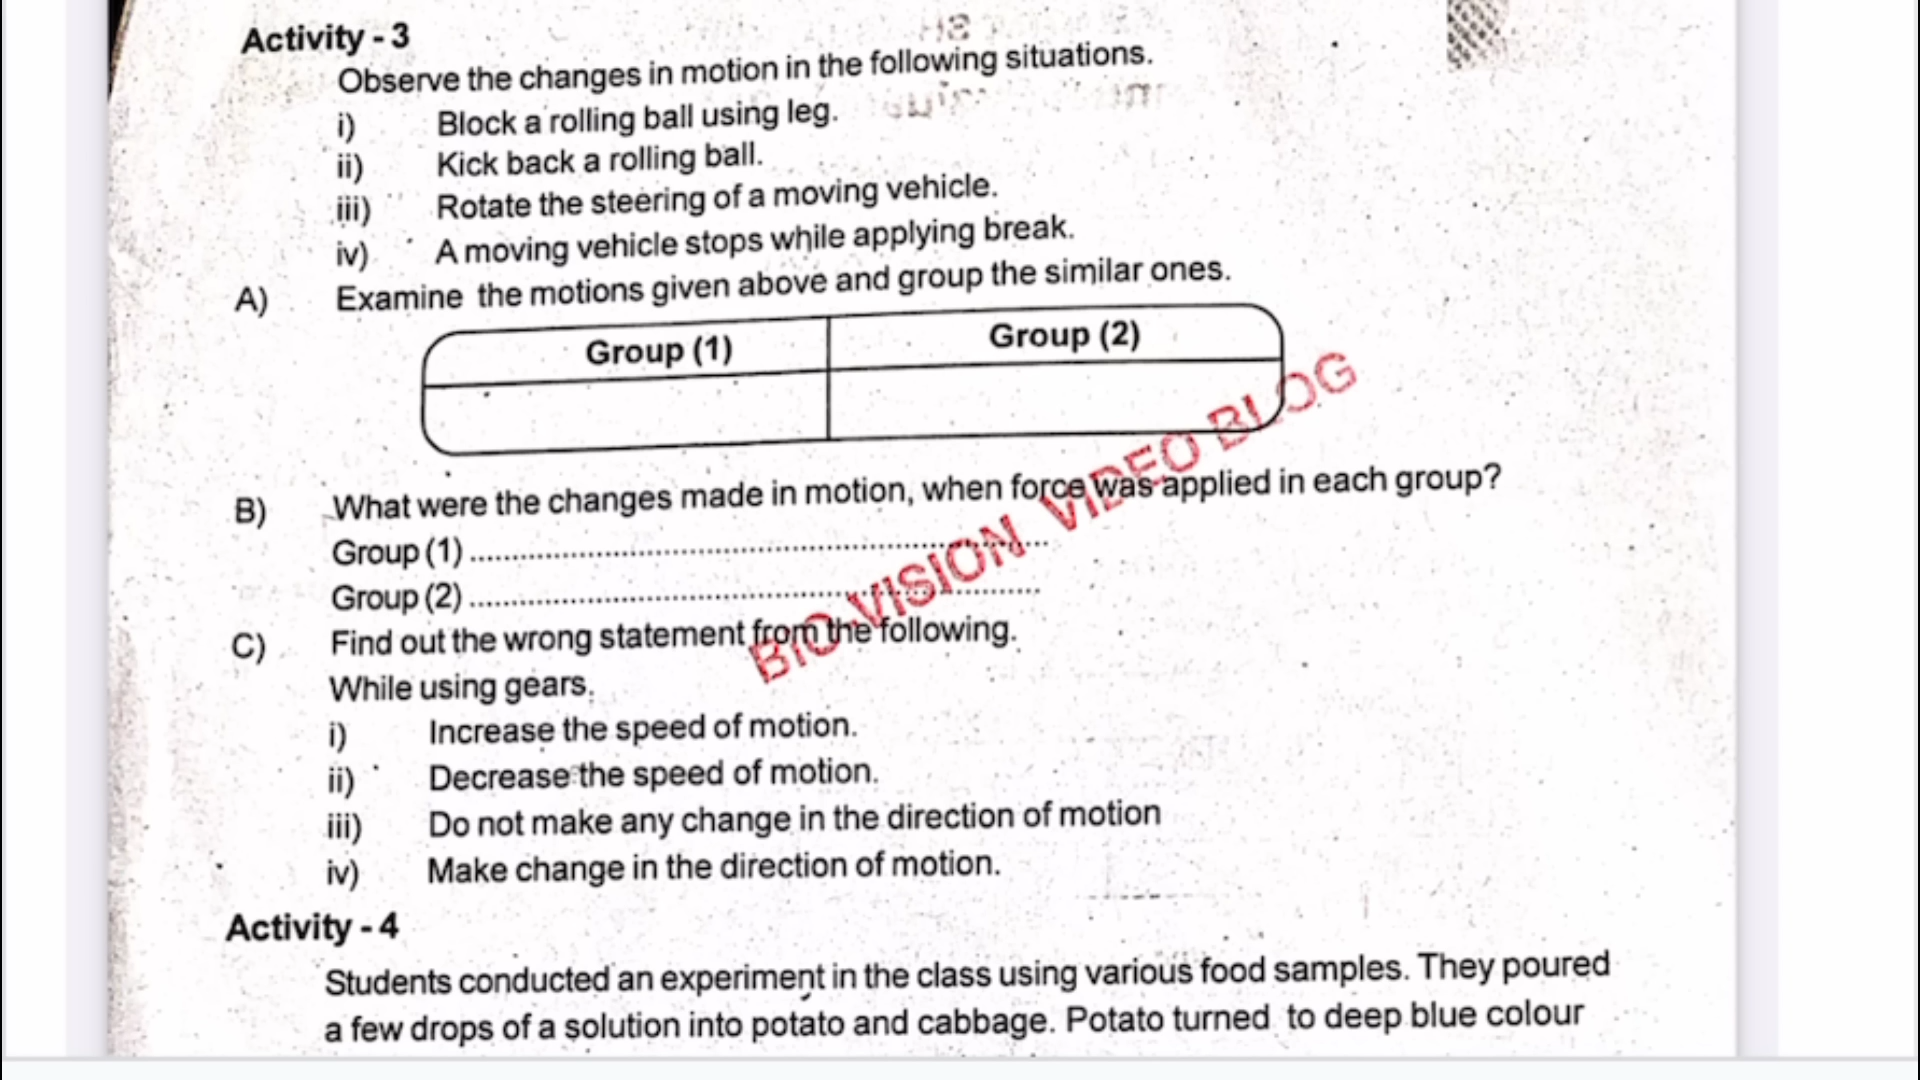 Activity - 3
Observe the changes in motion in the following situations.
i) Block a rolling ball using leg.
ii) Kick back a rolling ball.
iii) Rotate the steering of a moving vehicle.
iv) A moving vehicle stops while applying break.
A) Examine the motions given above and group the similar ones.
Group (1) Group (2)
B) What were the changes made in motion, when force was applied in each group?
Group (1) ..........................................................................
Group (2) ..........................................................................
BIO-VISION VIDEO BLOG
C) Find out the wrong statement from the following.
While using gears.
i) Increase the speed of motion.
ii) Decrease the speed of motion.
iii) Do not make any change in the direction of motion
iv) Make change in the direction of motion.
Activity - 4
Students conducted an experiment in the class using various food samples. They poured
a few drops of a solution into potato and cabbage. Potato turned to deep blue colour